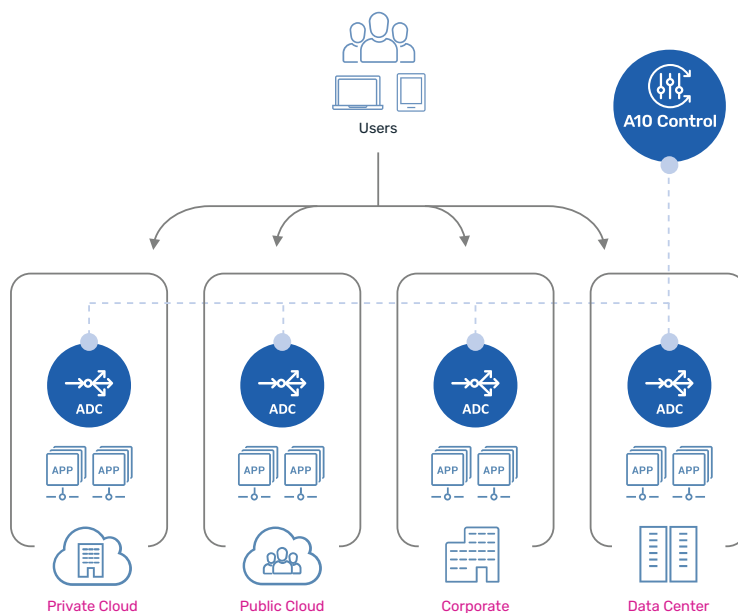 Users
A10 Control
ADC
ADC
ADC
ADC
APP APP
APP APP
APP APP
APP APP
Private Cloud
Public Cloud
Corporate
Data Center